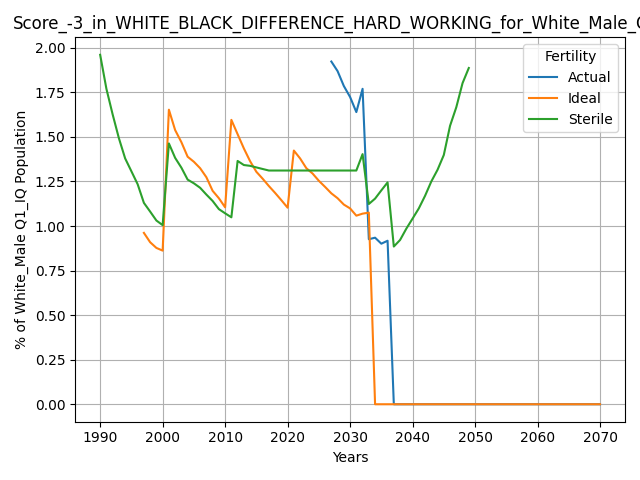 Score_-3_in_WHITE_BLACK_DIFFERENCE_HARD_WORKING_for_White_Male_
Fertility
Actual
Ideal
Sterile
% of White_Male Q1_IQ Population
2.00
1.75
1.50
1.25
1.00
0.75
0.50
0.25
0.00
1990 2000 2010 2020 2030 2040 2050 2060 2070
Years